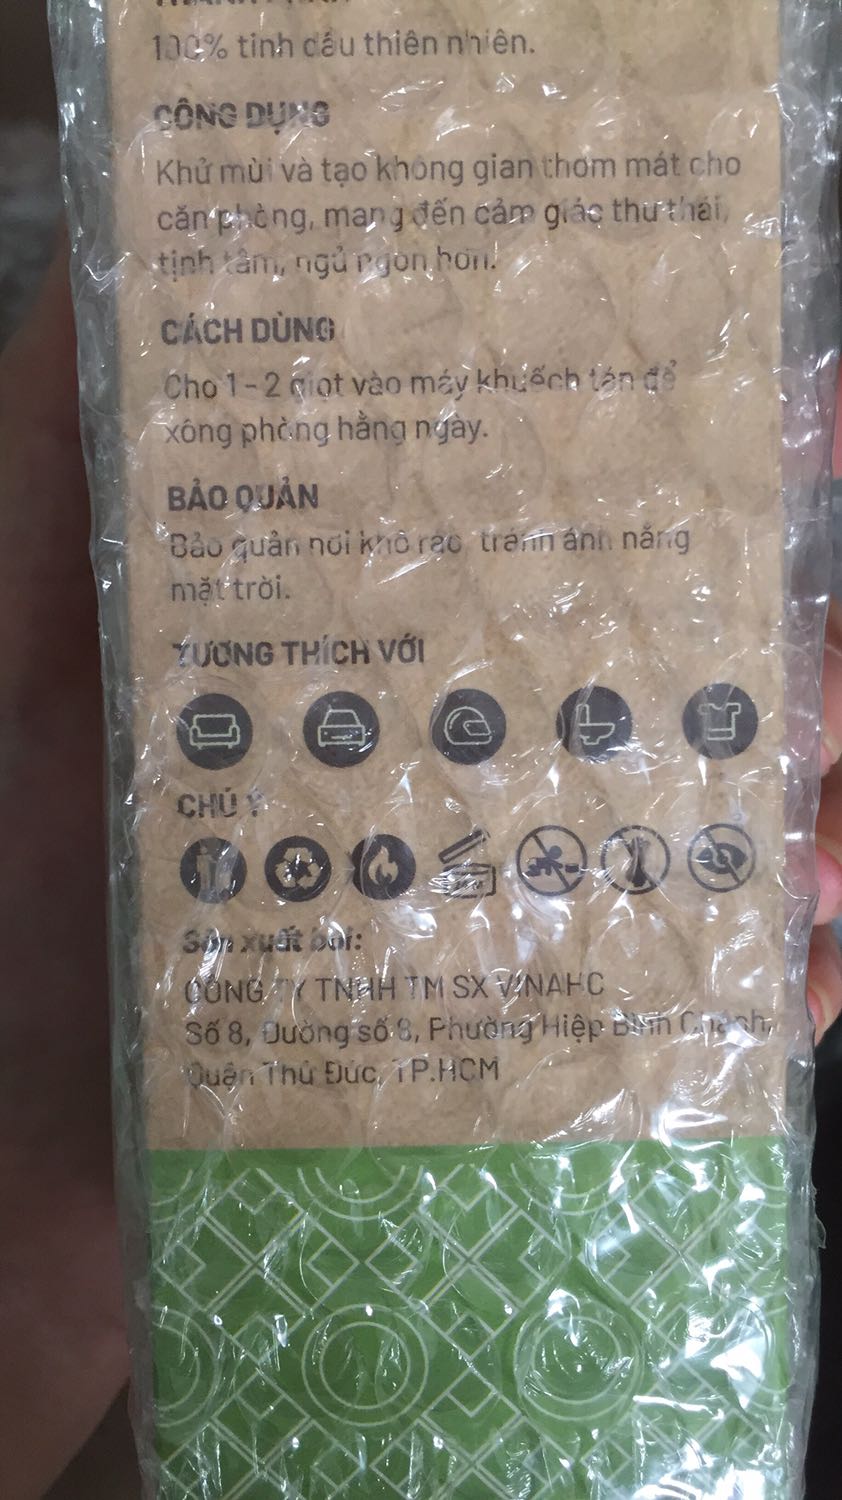 THÀNH PHẦN
100% tinh dầu thiên nhiên.
CÔNG DỤNG
Khử mùi và tạo không gian thơm mát cho
căn phòng, mang đến cảm giác thư thái,
tịnh tâm, ngủ ngon hơn.
CÁCH DÙNG
Cho 1 - 2 giọt vào máy khuếch tán để
xông phòng hằng ngày.
BẢO QUẢN
Bảo quản nơi khô ráo, tránh ánh nắng
mặt trời.
TƯƠNG THÍCH VỚI
CHÚ Ý
Sản xuất bởi:
CÔNG TY TNHH TM SX VINAHC
Số 8, Đường số 8, Phường Hiệp Bình Chánh,
Quận Thủ Đức, TP.HCM